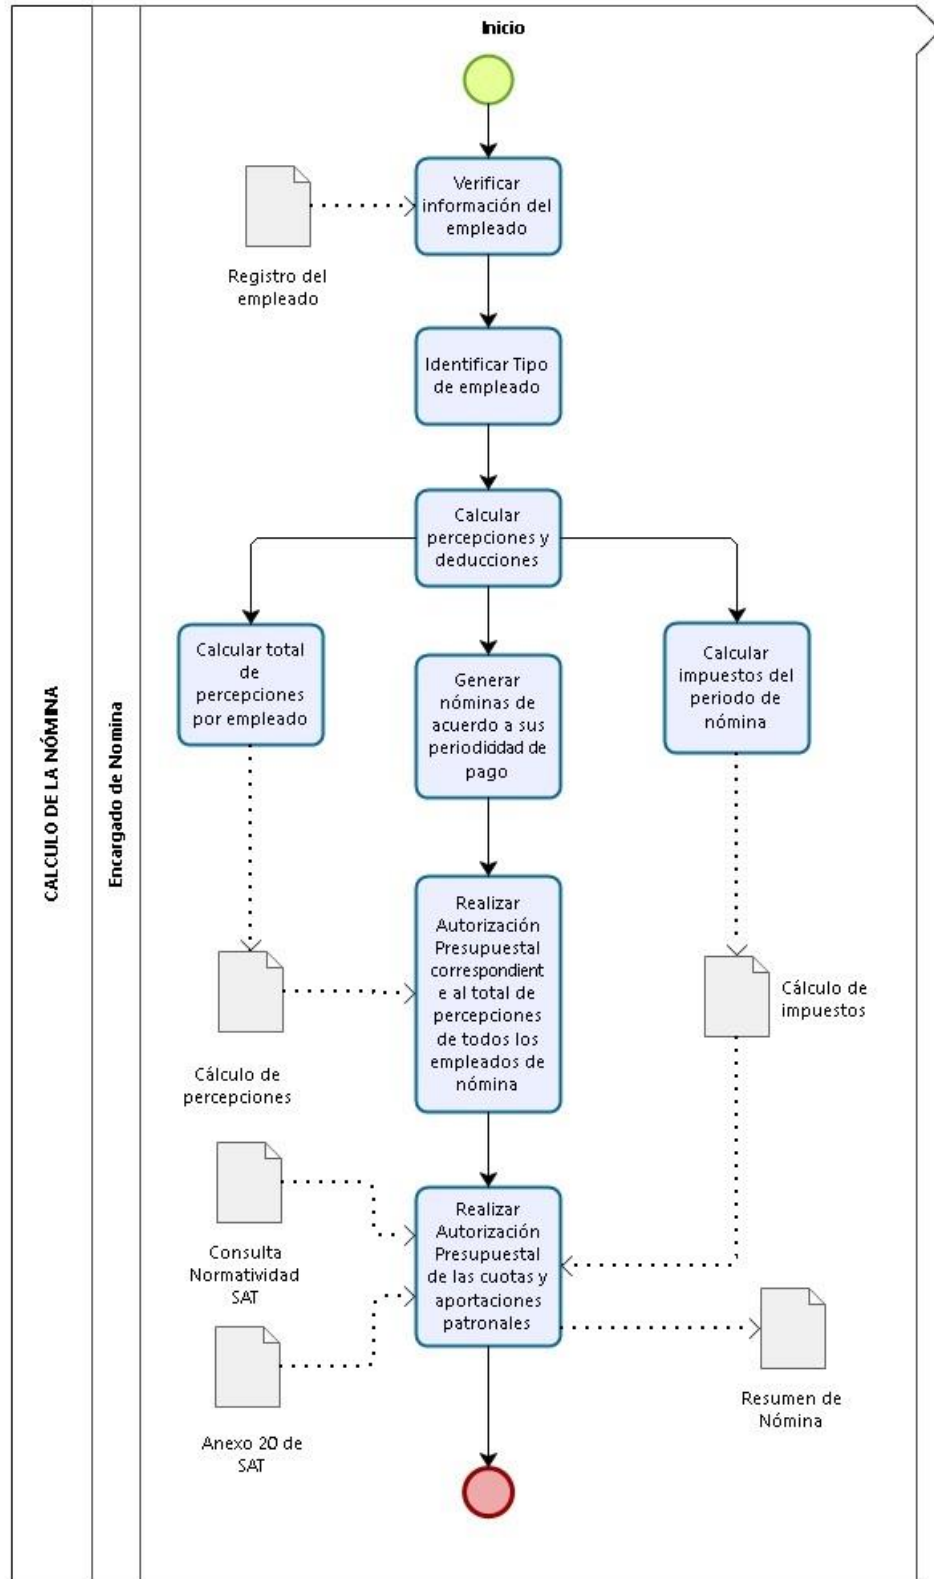 Inicio
CALCULO DE LA NÓMINA
Encargado de Nomina
Verificar
información del
empleado
Registro del
empleado
Identificar Tipo
de empleado
Calcular
percepciones y
deducciones
Calcular total
de
percepciones
por empleado
Generar
nóminas de
acuerdo a sus
periodicidad de
pago
Calcular
impuestos del
periodo de
nómina
Realizar
Autorización
Presupuestal
correspondient
e al total de
percepciones
de todos los
empleados de
nómina
Cálculo de
percepciones
Cálculo de
impuestos
Consulta
Normatividad
SAT
Realizar
Autorización
Presupuestal
de las cuotas y
aportaciones
patronales
Anexo 20 de
SAT
Resumen de
Nómina